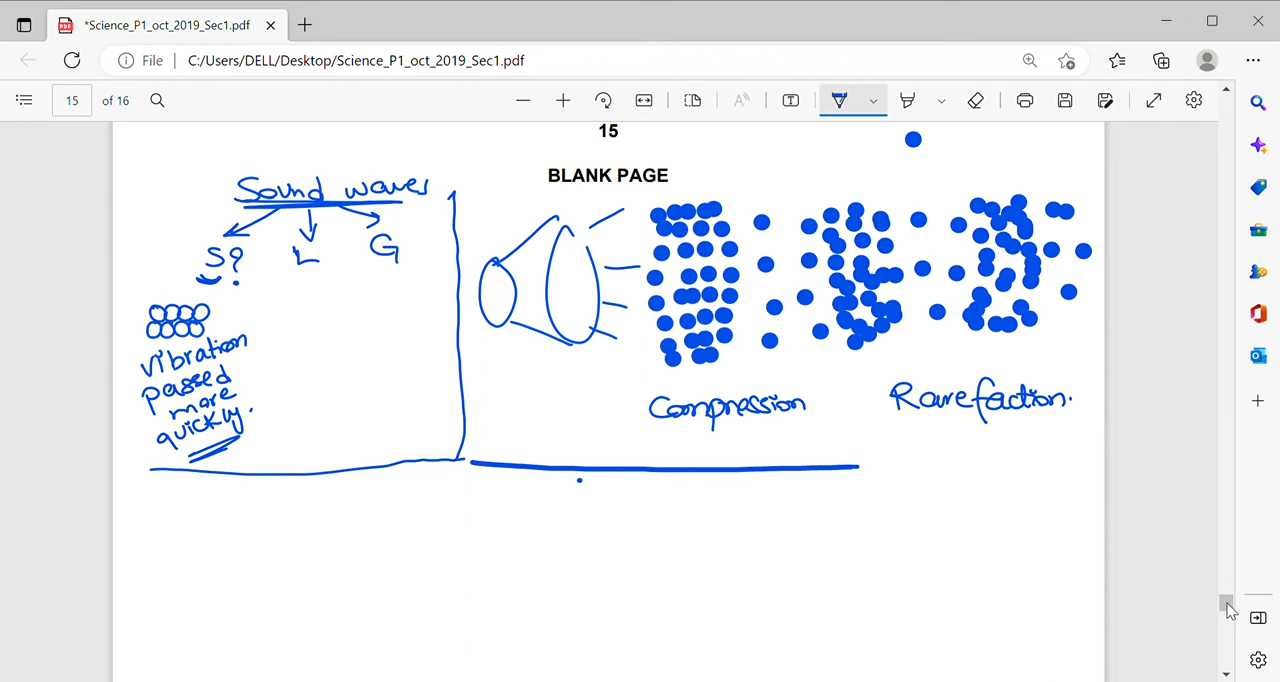 *Science_P1_oct_2019_Sec1.pdf
File
C:/Users/DELL/Desktop/Science_P1_oct_2019_Sec1.pdf
15 of 16
15
BLANK PAGE
Sound waves
S? L G
vibration
passed
more
quickly.
Compression
Rarefaction.